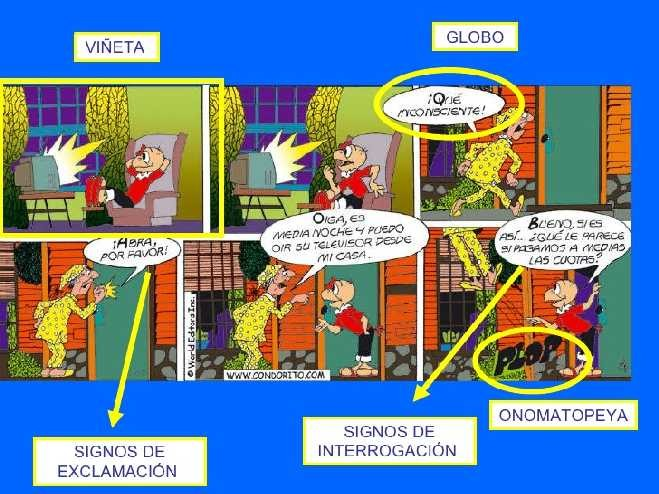 VIÑETA
GLOBO
¡QUÉ
INCONSCIENTE!
¡ABRA,
POR FAVOR!
OIGA, ES
MEDIA NOCHE Y PUEDO
OIR SU TELEVISOR DESDE
MI CASA.
BUENO, SI ES
ASÍ... ¿QUÉ LE PARECE
SI PAGAMOS A MEDIAS
LAS CUOTAS?
PLOP
© World Editors Inc.
WWW.CONDORITO.COM
ONOMATOPEYA
SIGNOS DE
EXCLAMACIÓN
SIGNOS DE
INTERROGACIÓN